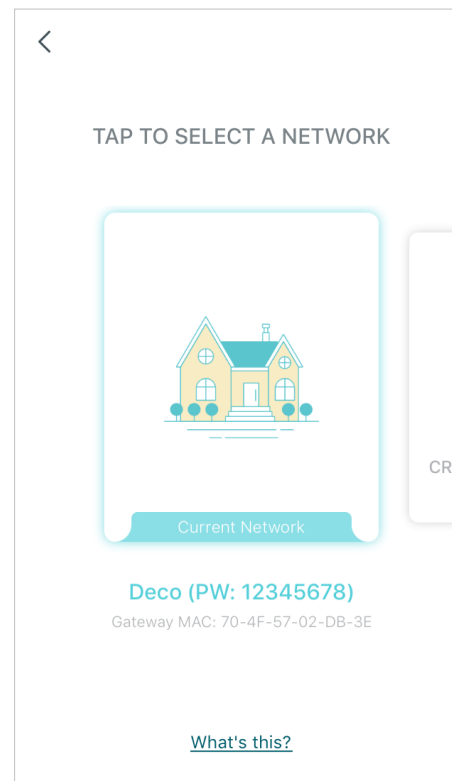 TAP TO SELECT A NETWORK
CR
Current Network
Deco (PW: 12345678)
Gateway MAC: 70-4F-57-02-DB-3E
What's this?